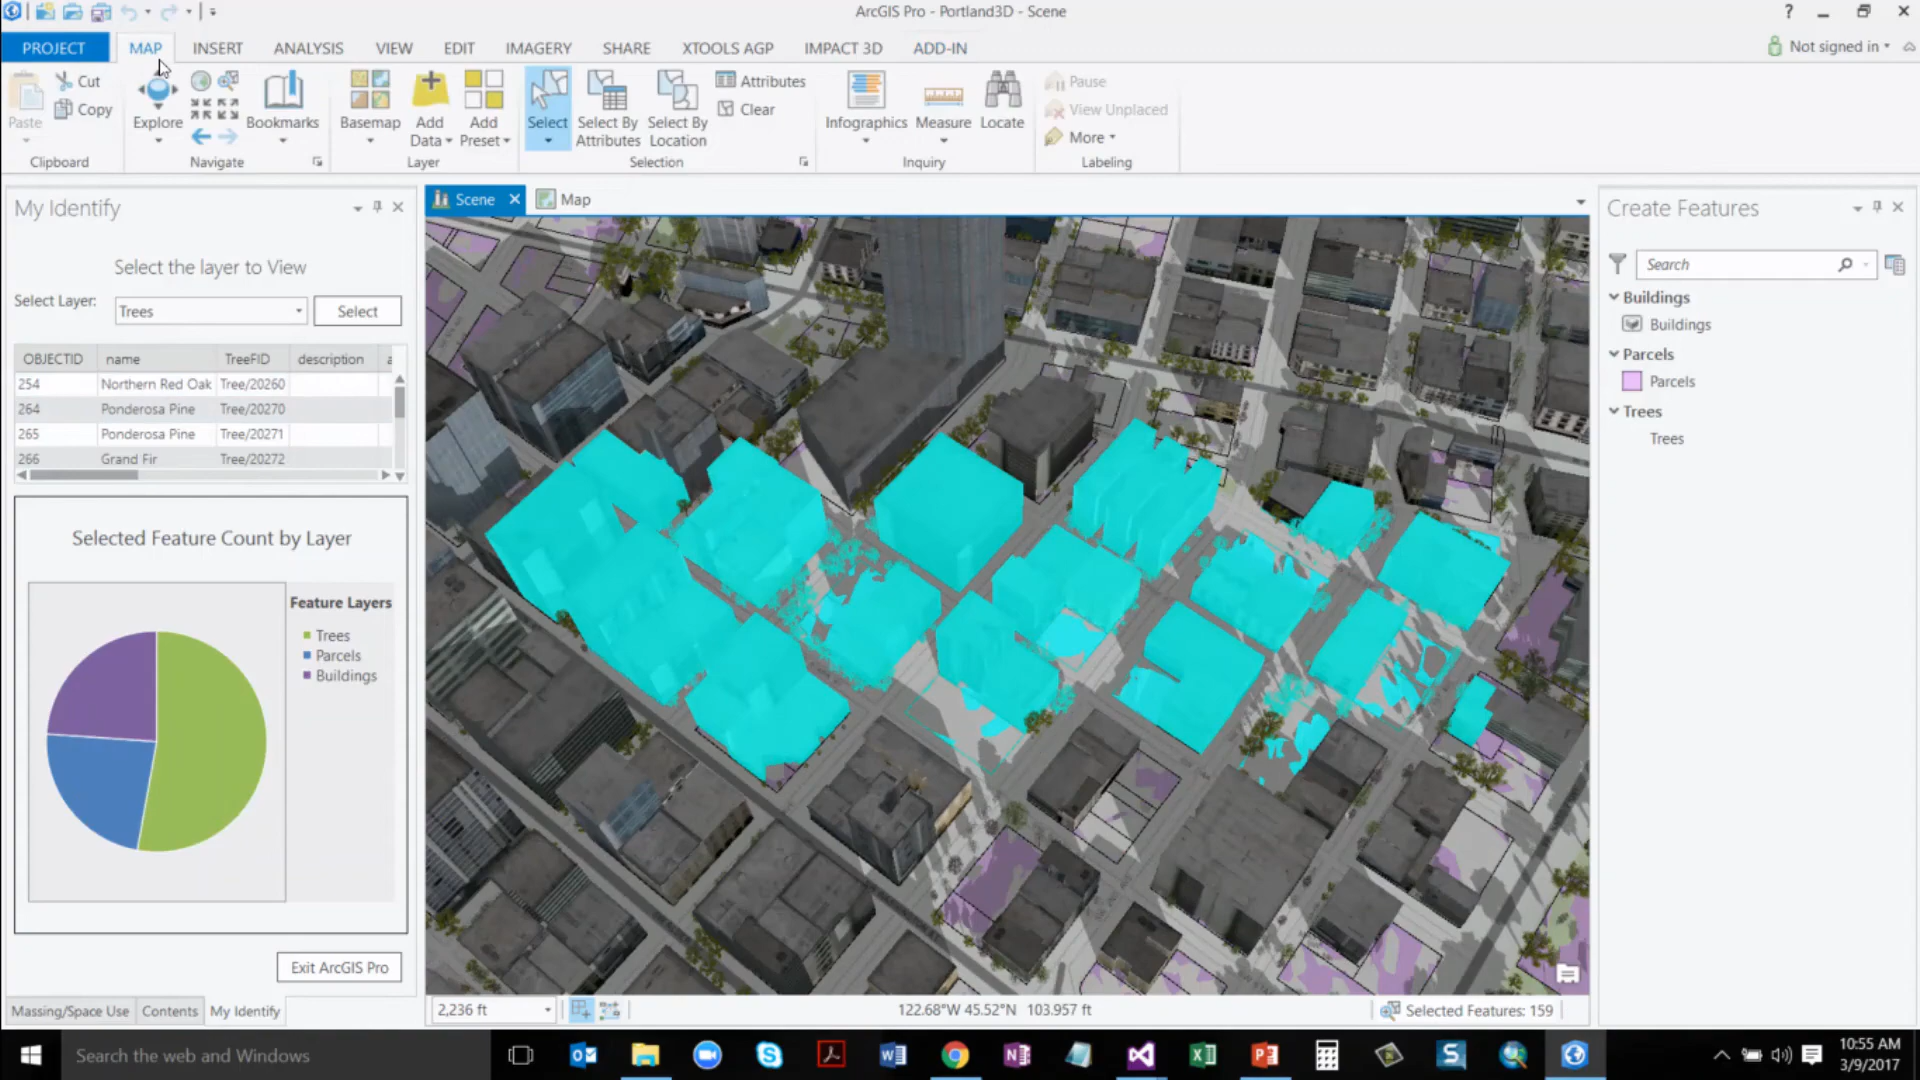 ArcGIS Pro - Portland3D - Scene
?
PROJECT MAP INSERT ANALYSIS VIEW EDIT IMAGERY SHARE XTOOLS AGP IMPACT 3D ADD-IN
Not signed in
Paste
Cut
Copy
Clipboard
Explore
Bookmarks
Navigate
Basemap
Add Data
Add Preset
Layer
Select
Select By Attributes
Select By Location
Attributes
Clear
Selection
Infographics
Measure
Locate
Inquiry
Pause
View Unplaced
More
Labeling
My Identify
Select the layer to View
Select Layer: Trees Select
OBJECTID name TreeFID description a
254 Northern Red Oak Tree/20260
264 Ponderosa Pine Tree/20270
265 Ponderosa Pine Tree/20271
266 Grand Fir Tree/20272
Selected Feature Count by Layer
Feature Layers
Trees
Parcels
Buildings
Exit ArcGIS Pro
Massing/Space Use Contents My Identify
Scene Map
2,236 ft
122.68°W 45.52°N 103.957 ft
Selected Features: 159
Create Features
Search
Buildings
Buildings
Parcels
Parcels
Trees
Trees
Search the web and Windows
10:55 AM
3/9/2017